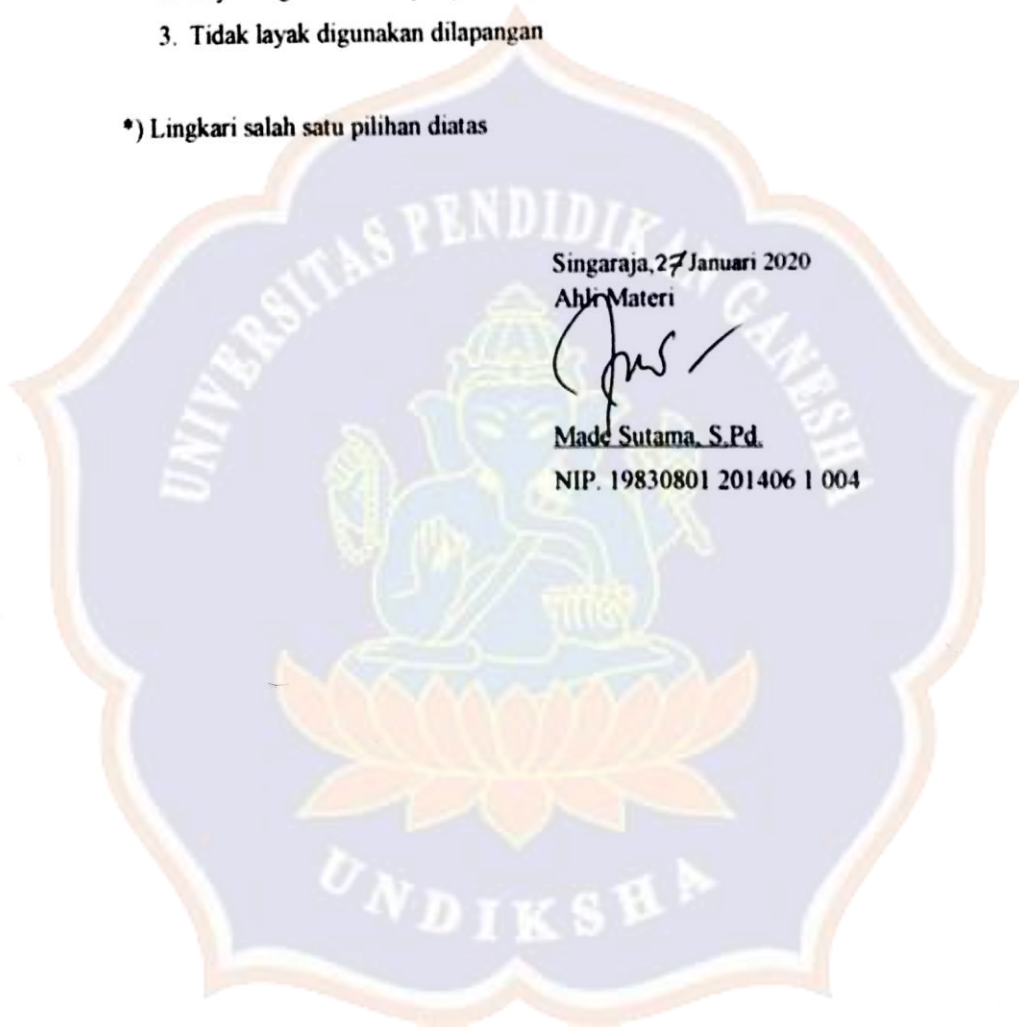 3. Tidak layak digunakan dilapangan
*) Lingkari salah satu pilihan diatas
UNIVERSITAS PENDIDIKAN GANESHA
Singaraja,27 Januari 2020
Ahli Materi
Made Sutama, S.Pd.
NIP. 19830801 201406 1 004
UNDIKSHA